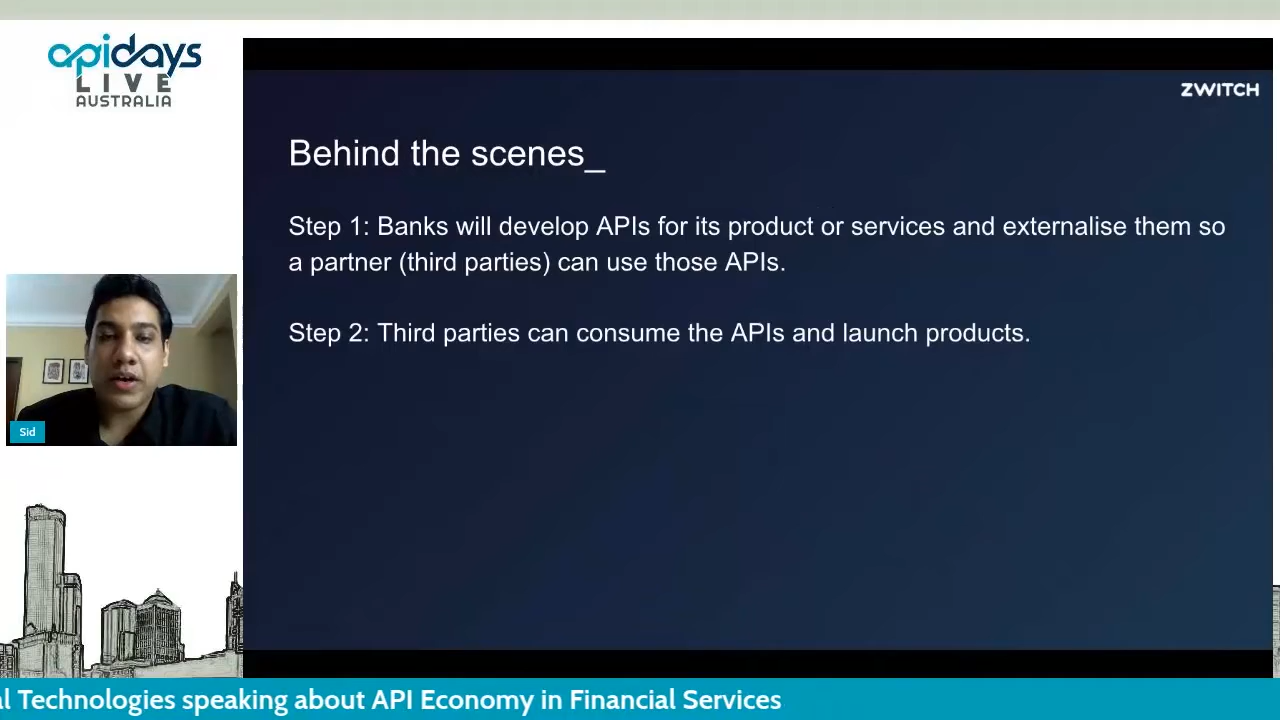 apidays
LIVE
AUSTRALIA
ZWITCH
Behind the scenes_
Step 1: Banks will develop APIs for its product or services and externalise them so
a partner (third parties) can use those APIs.
Step 2: Third parties can consume the APIs and launch products.
Sid
Technologies speaking about API Economy in Financial Services